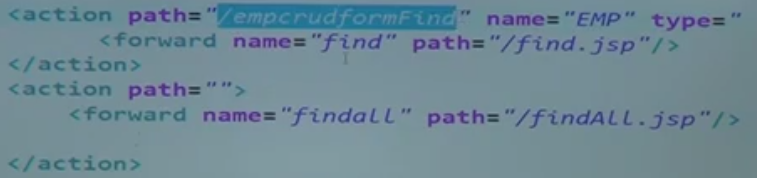 <action path="/empcrudformFind" name="EMP" type="
<forward name="find" path="/find.jsp"/>
</action>
<action path="">
<forward name="findall" path="/findAll.jsp"/>
</action>